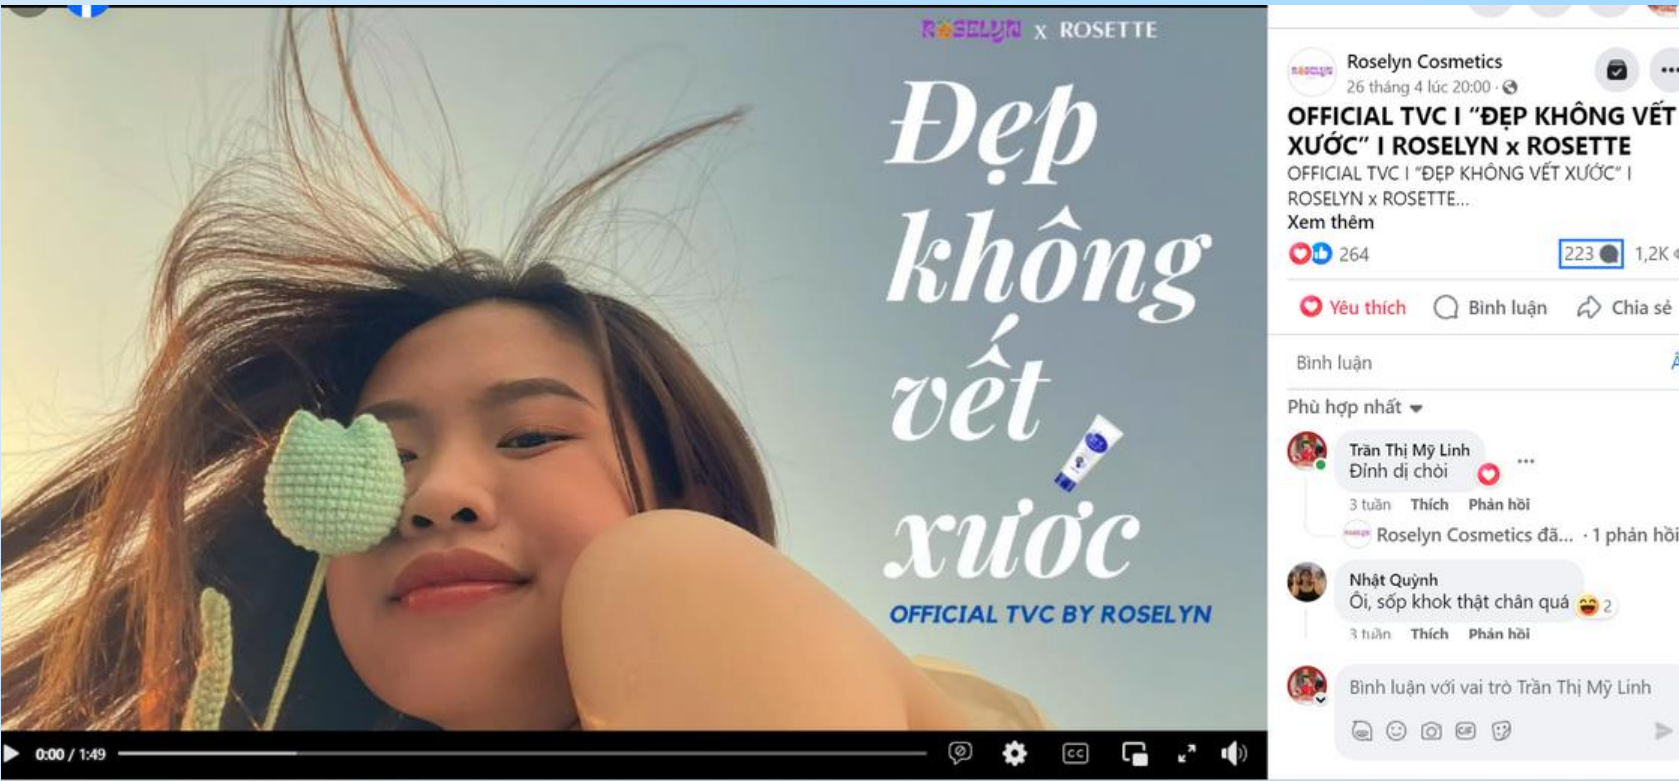 ROSELYN X ROSETTE
Đẹp
không
vết
xước
OFFICIAL TVC BY ROSELYN
0:00 / 1:49
CC
Roselyn Cosmetics
26 tháng 4 lúc 20:00 ·
OFFICIAL TVC I “ĐẸP KHÔNG VẾT
XƯỚC” I ROSELYN x ROSETTE
OFFICIAL TVC I “ĐẸP KHÔNG VẾT XƯỚC” I
ROSELYN x ROSETTE...
Xem thêm
264 223 1,2K
Yêu thích Bình luận Chia sẻ
Bình luận
Phù hợp nhất
Trần Thị Mỹ Linh
Đỉnh dị chòi
3 tuần Thích Phản hồi
Roselyn Cosmetics đã... · 1 phản hồi
Nhật Quỳnh
Ôi, sốp khok thật chân quá
2
3 tuần Thích Phản hồi
Bình luận với vai trò Trần Thị Mỹ Linh
GIF